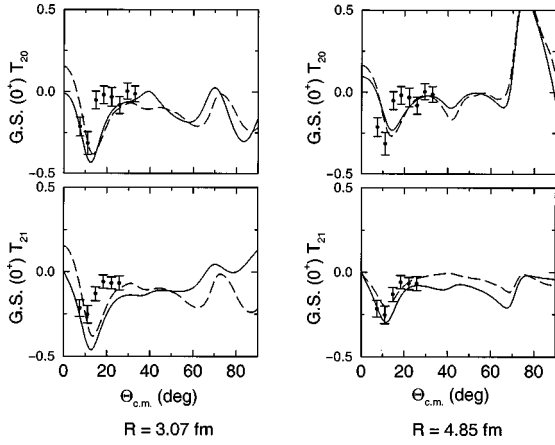 0.5
0.0
−0.5
G.S. (0⁺) T₂₀
0.5
0.0
−0.5
G.S. (0⁺) T₂₀
0.5
0.0
−0.5
G.S. (0⁺) T₂₁
0 20 40 60 80
Θc.m. (deg)
R = 3.07 fm
0.5
0.0
−0.5
G.S. (0⁺) T₂₁
0 20 40 60 80
Θc.m. (deg)
R = 4.85 fm